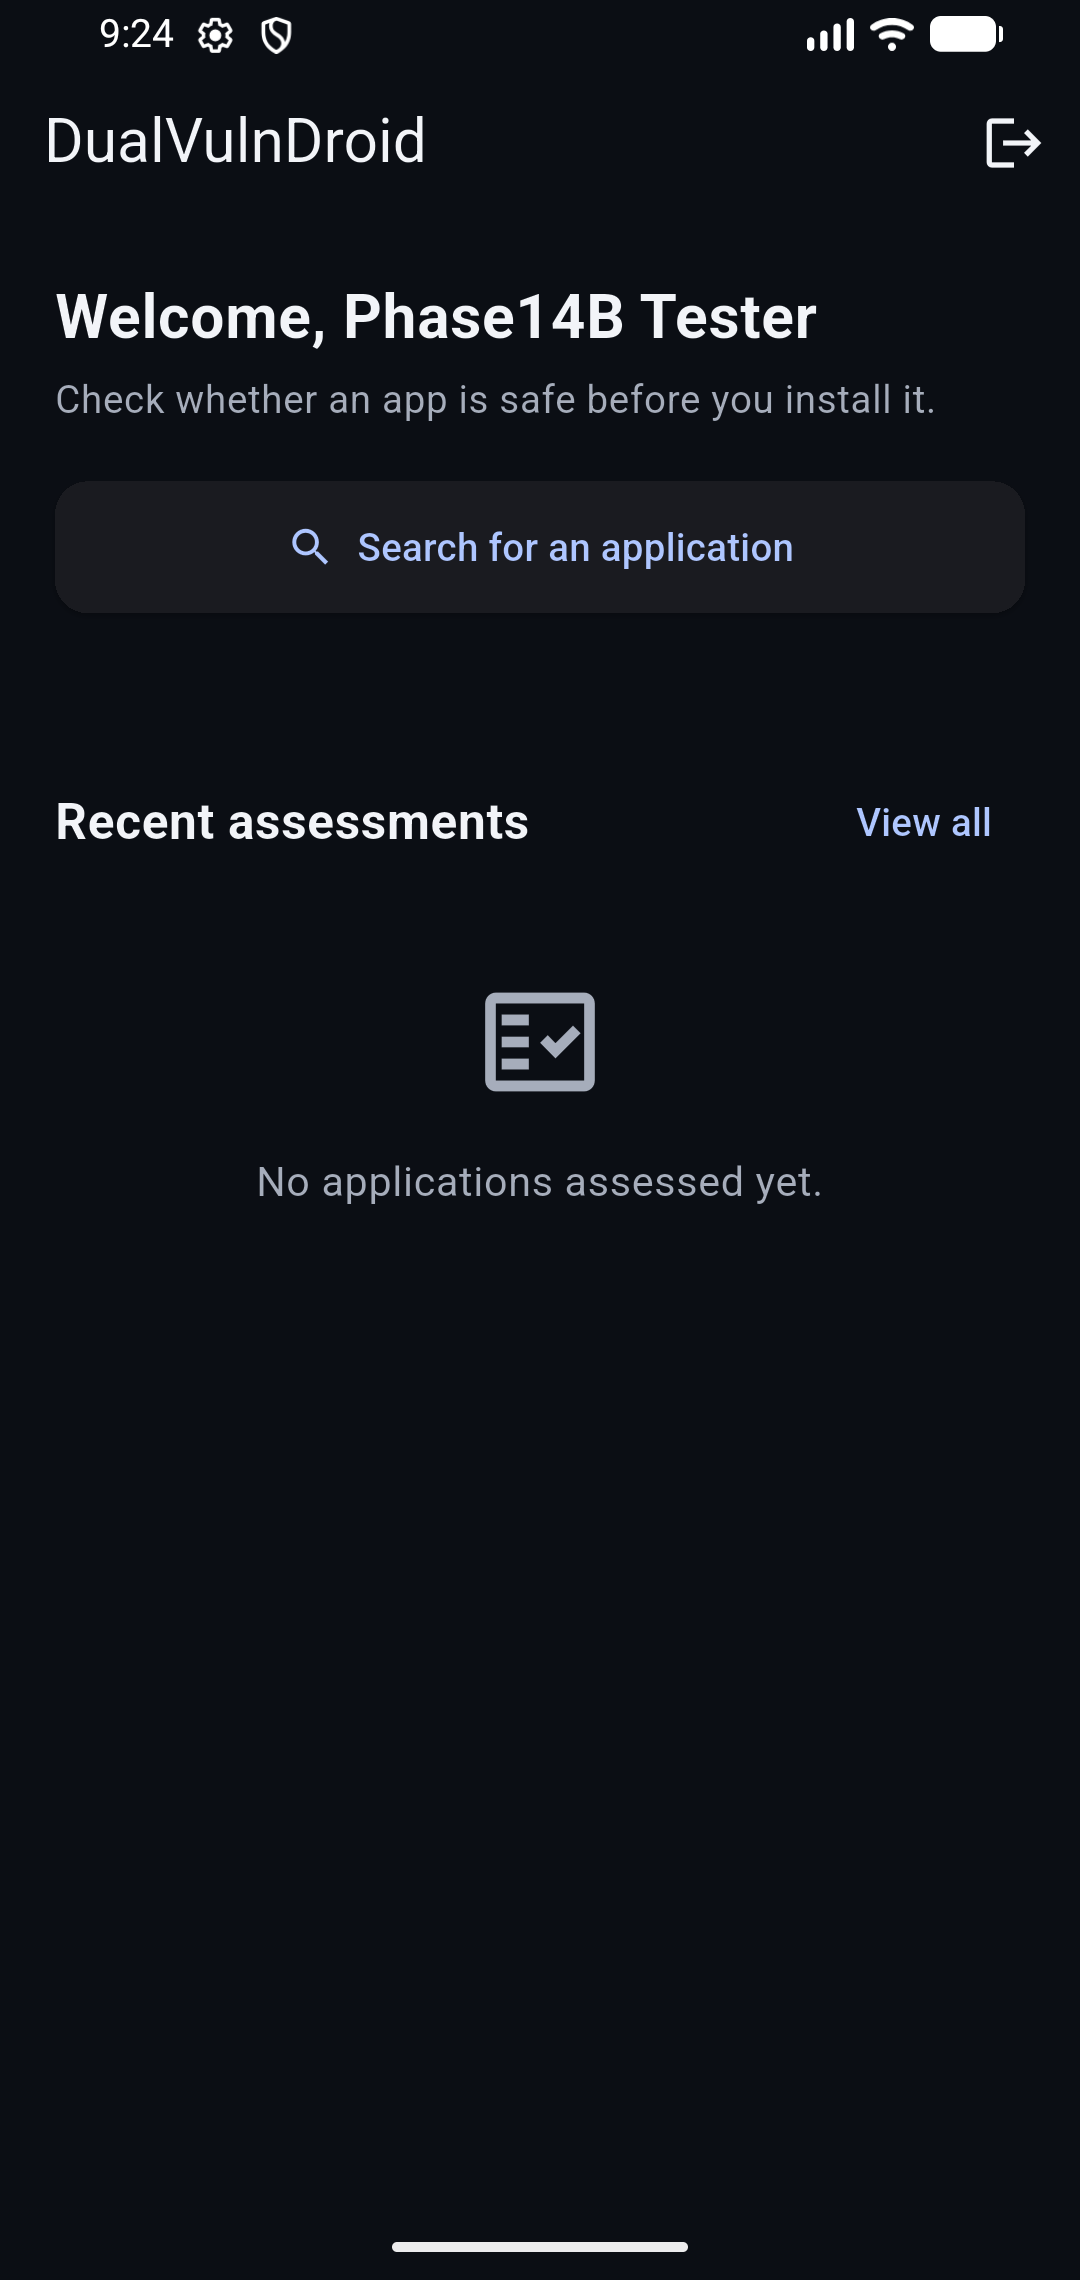 9:24
DualVulnDroid
Welcome, Phase14B Tester
Check whether an app is safe before you install it.
Search for an application
Recent assessments
View all
No applications assessed yet.